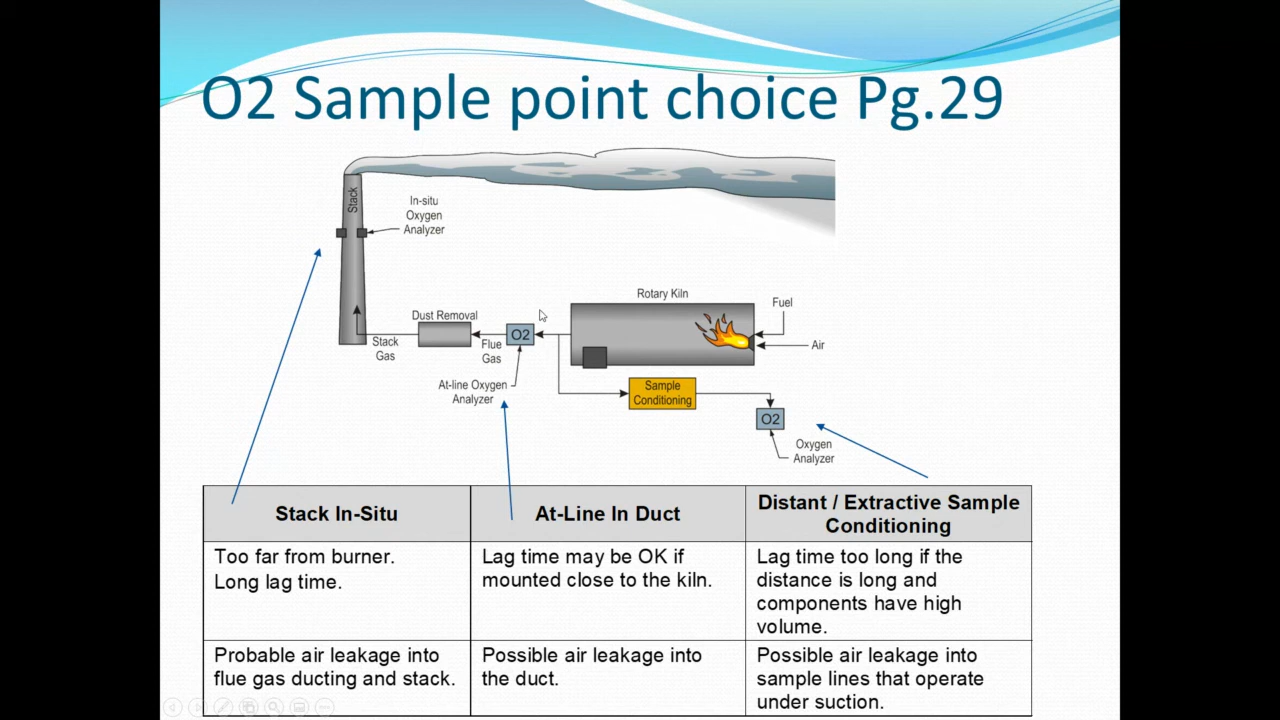 O2 Sample point choice Pg.29
Stack
In-situ
Oxygen
Analyzer
Rotary Kiln
Fuel
Air
Dust Removal
O2
Stack
Gas
Flue
Gas
At-line Oxygen
Analyzer
Sample
Conditioning
O2
Oxygen
Analyzer
Stack In-Situ
At-Line In Duct
Distant / Extractive Sample
Conditioning
Too far from burner.
Long lag time.
Lag time may be OK if
mounted close to the kiln.
Lag time too long if the
distance is long and
components have high
volume.
Probable air leakage into
flue gas ducting and stack.
Possible air leakage into
the duct.
Possible air leakage into
sample lines that operate
under suction.